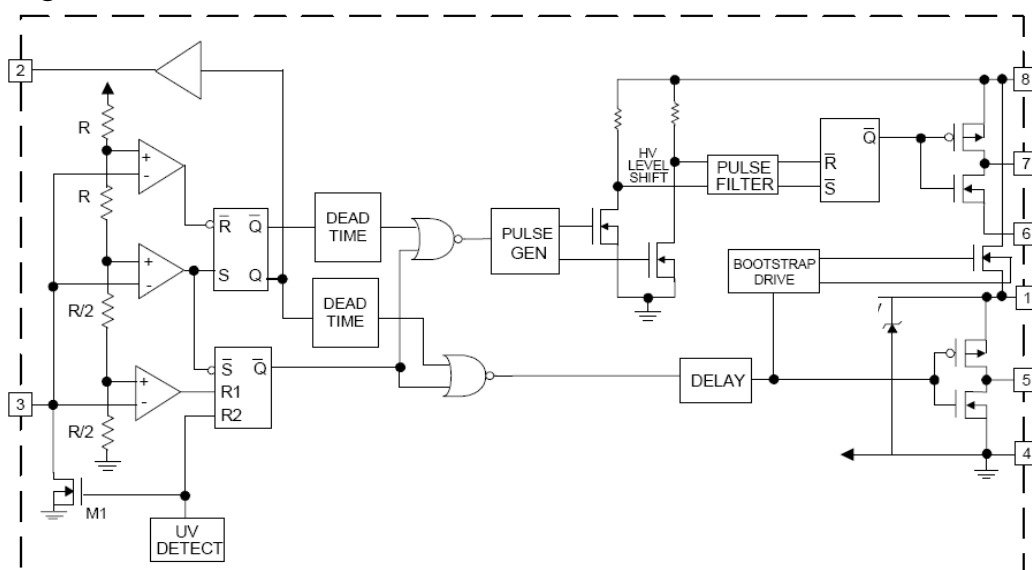 2
8
R
+
-
HV
LEVEL
SHIFT
PULSE
FILTER
R̅
S̅
Q̅
7
R
DEAD
TIME
R̅ Q̅
PULSE
GEN
6
+
-
S Q
DEAD
TIME
BOOTSTRAP
DRIVE
1
R/2
S̅ Q̅
R1
R2
+
-
DELAY
5
3
R/2
4
M1
UV
DETECT